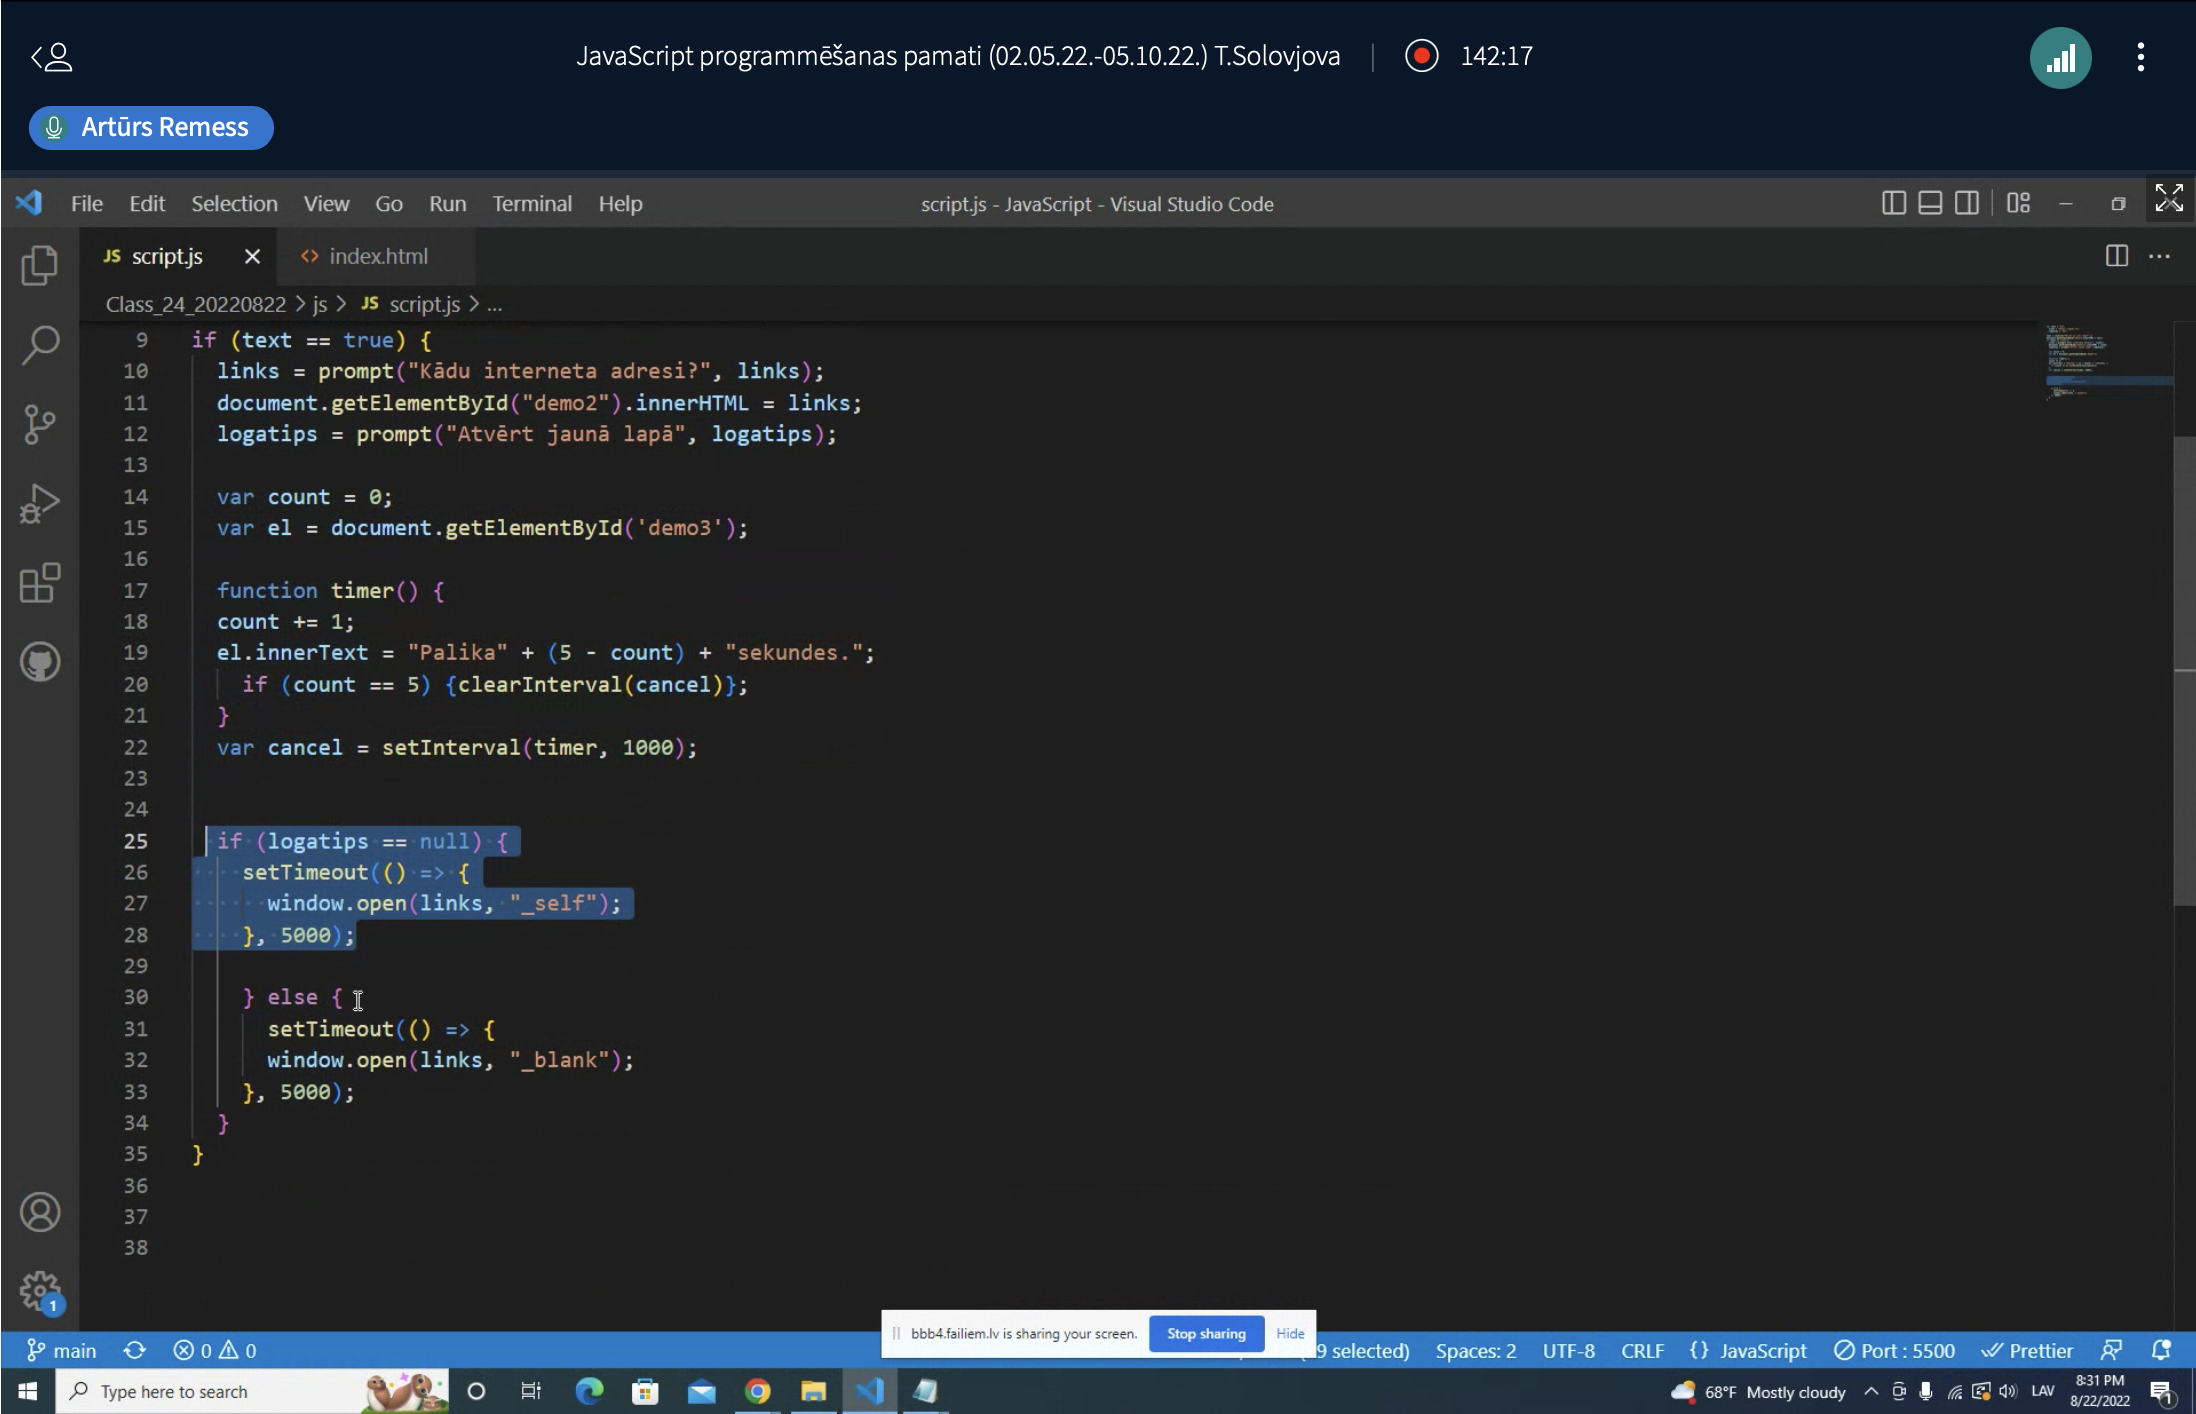 JavaScript programmēšanas pamati (02.05.22.-05.10.22.) T.Solovjova | 142:17
Artūrs Remess
File Edit Selection View Go Run Terminal Help script.js - JavaScript - Visual Studio Code
JS script.js index.html
Class_24_20220822 > js > JS script.js > ...
9 if (text == true) {
10 links = prompt("Kādu interneta adresi?", links);
11 document.getElementById("demo2").innerHTML = links;
12 logatips = prompt("Atvērt jaunā lapā", logatips);
13
14 var count = 0;
15 var el = document.getElementById('demo3');
16
17 function timer() {
18 count += 1;
19 el.innerText = "Palika" + (5 - count) + "sekundes.";
20 if (count == 5) {clearInterval(cancel)};
21 }
22 var cancel = setInterval(timer, 1000);
23
24
25 if (logatips == null) {
26 setTimeout(() => {
27 window.open(links, "_self");
28 }, 5000);
29
30 } else {
31 setTimeout(() => {
32 window.open(links, "_blank");
33 }, 5000);
34 }
35 }
36
37
38
1
bbb4.failiem.lv is sharing your screen. Stop sharing Hide
main 0 0 9 selected) Spaces: 2 UTF-8 CRLF {} JavaScript Port : 5500 Prettier
Type here to search 68°F Mostly cloudy LAV 8:31 PM
8/22/2022 1